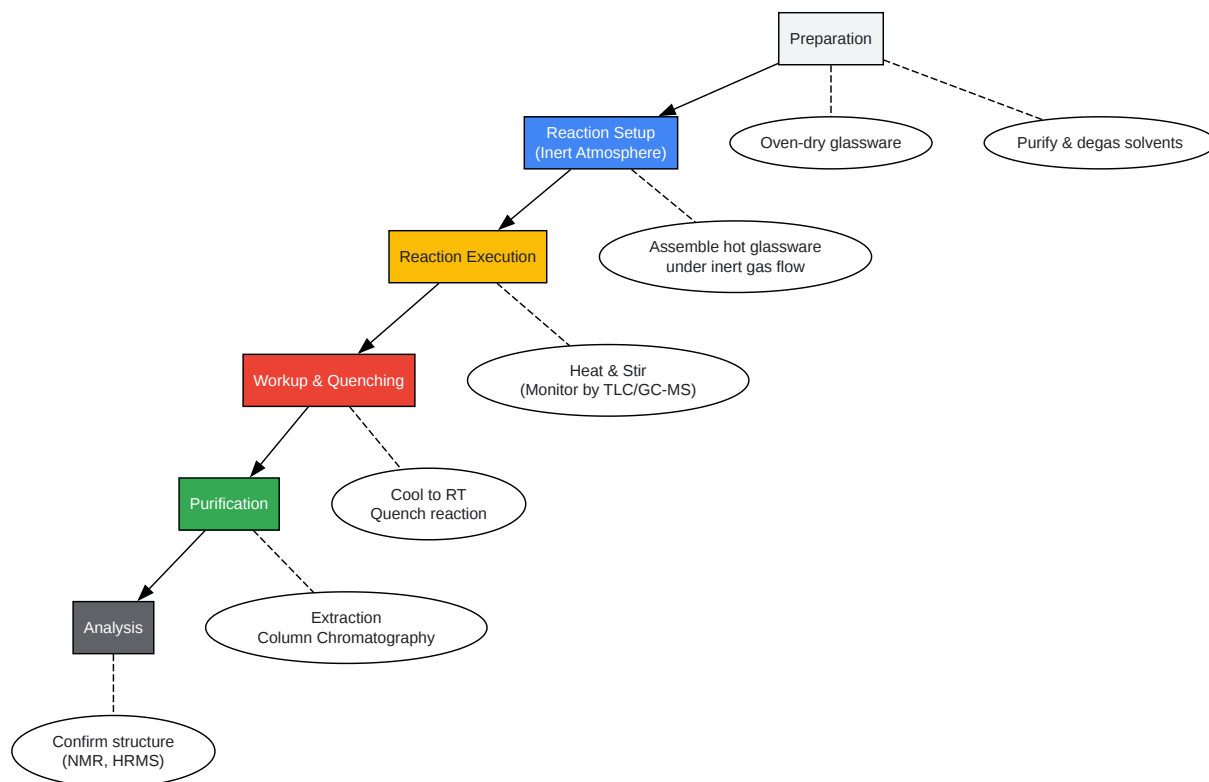 Preparation
Reaction Setup
(Inert Atmosphere)
Oven-dry glassware
Purify & degas solvents
Reaction Execution
Assemble hot glassware
under inert gas flow
Workup & Quenching
Heat & Stir
(Monitor by TLC/GC-MS)
Purification
Cool to RT
Quench reaction
Analysis
Extraction
Column Chromatography
Confirm structure
(NMR, HRMS)